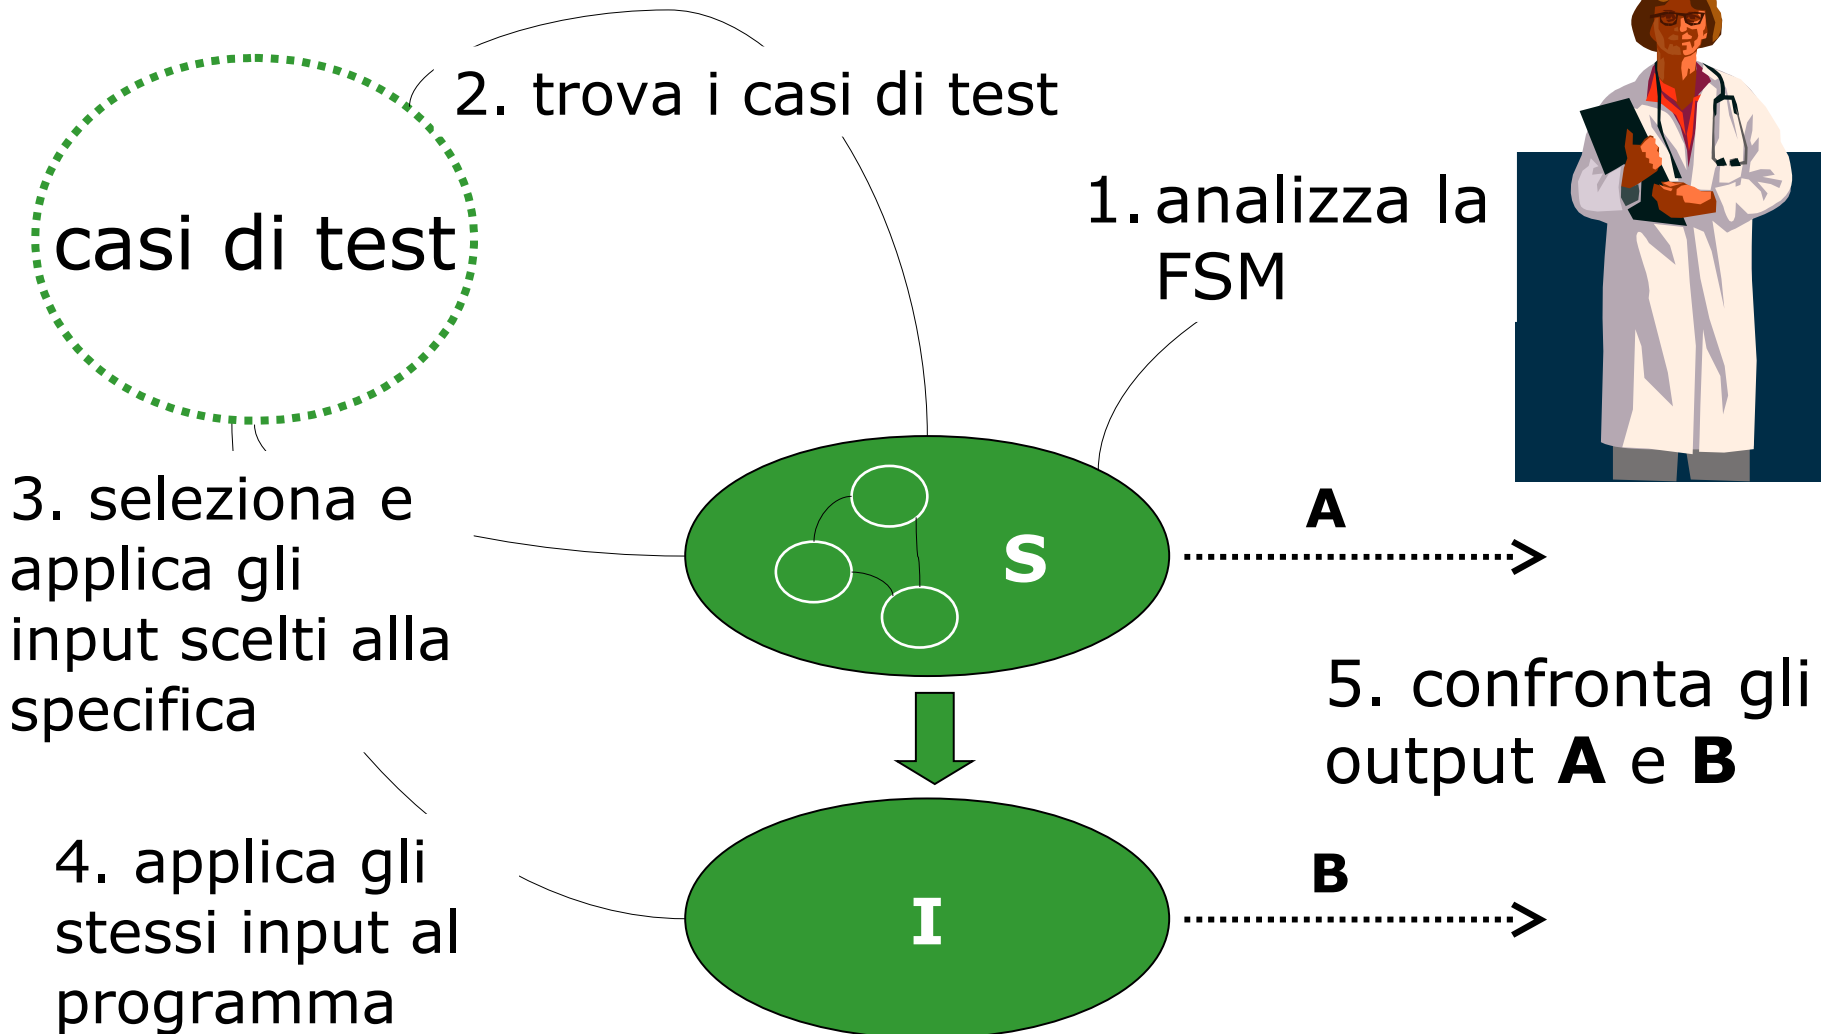 2. trova i casi di test
casi di test
1. analizza la
FSM
3. seleziona e
applica gli
input scelti alla
specifica
S
A
5. confronta gli
output A e B
4. applica gli
stessi input al
programma
I
B